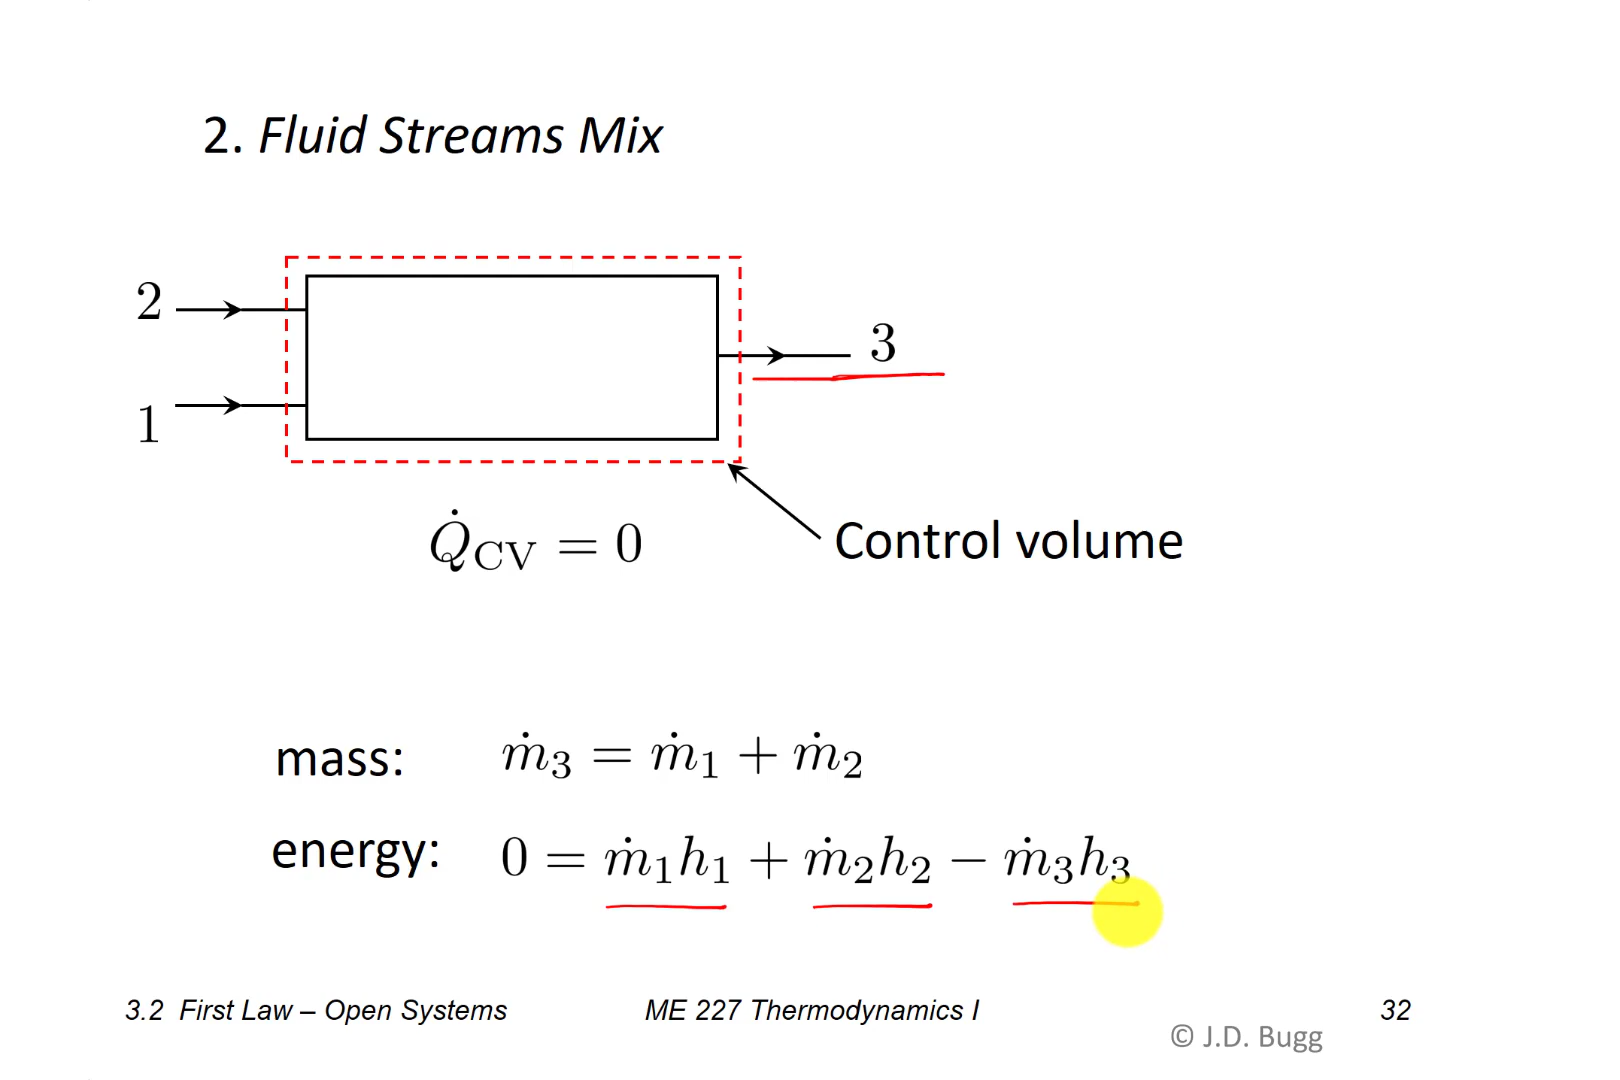 2. Fluid Streams Mix
2
3
1
Q̇CV = 0
Control volume
mass: ṁ3 = ṁ1 + ṁ2
energy: 0 = ṁ1h1 + ṁ2h2 − ṁ3h3
3.2 First Law – Open Systems ME 227 Thermodynamics I 32
© J.D. Bugg